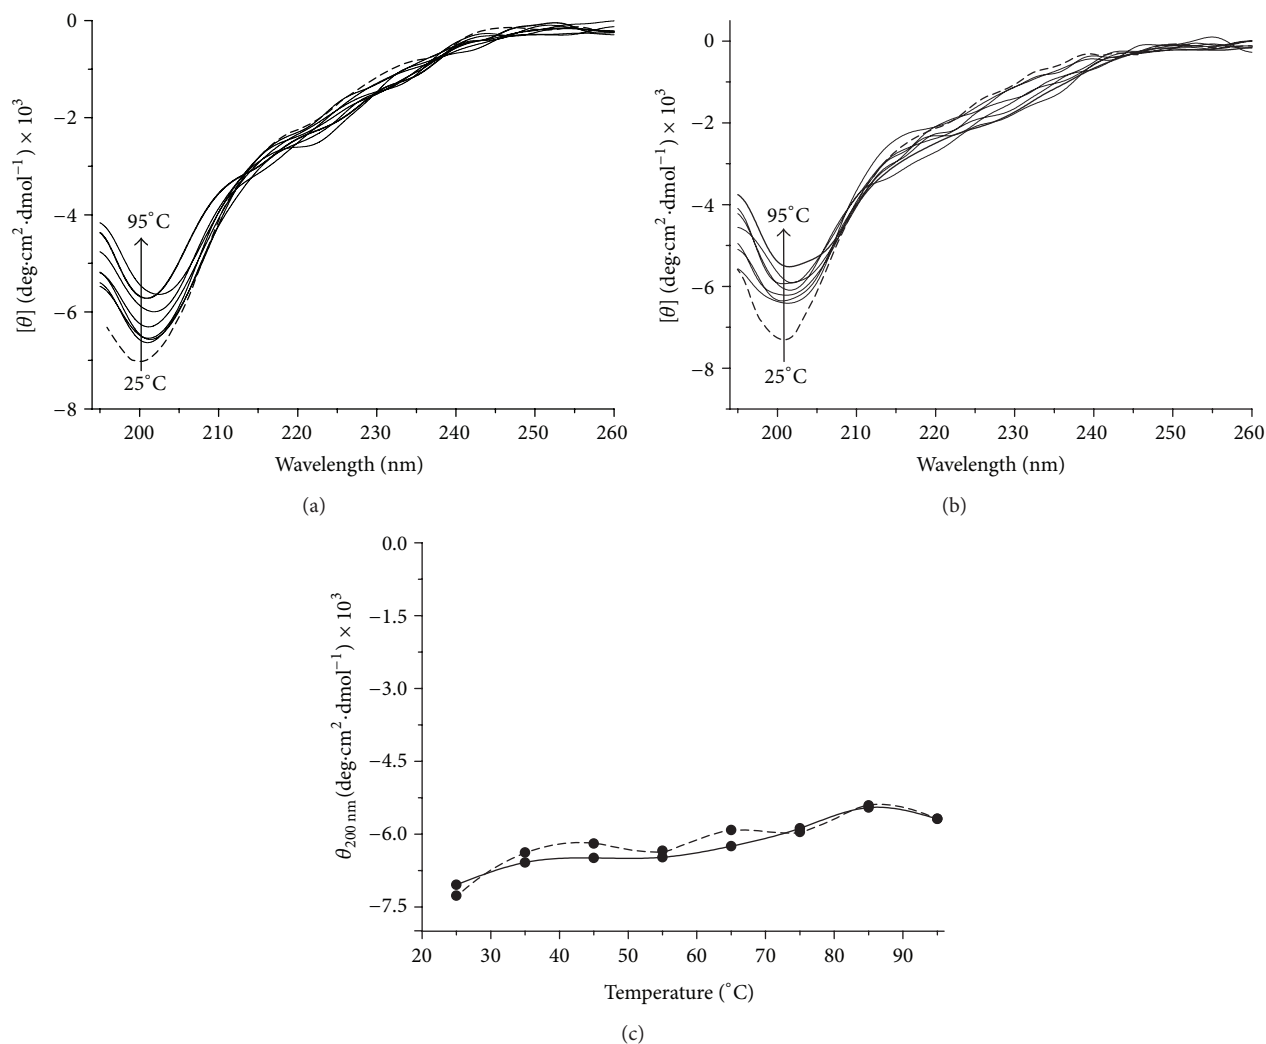 [θ] (deg·cm²·dmol⁻¹) × 10³
0
−2
−4
−6
−8
95°C
25°C
200 210 220 230 240 250 260
Wavelength (nm)
(a)
[θ] (deg·cm²·dmol⁻¹) × 10³
0
−2
−4
−6
−8
95°C
25°C
200 210 220 230 240 250 260
Wavelength (nm)
(b)
θ₂₀₀ ₙₘ(deg·cm²·dmol⁻¹) × 10³
0.0
−1.5
−3.0
−4.5
−6.0
−7.5
20 30 40 50 60 70 80 90
Temperature (°C)
(c)